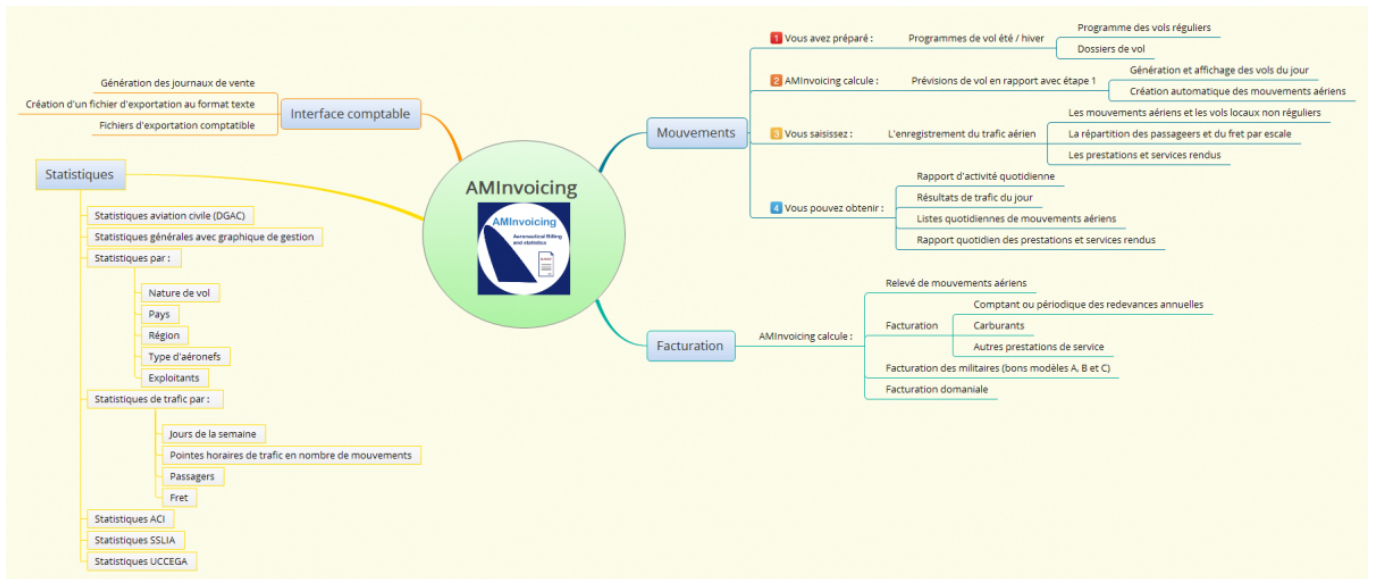 AMInvoicing
AMInvoicing
Aeronautical Billing
and statistics
Mouvements
1 Vous avez préparé :
Programmes de vol été / hiver
Programme des vols réguliers
Dossiers de vol
2 AMInvoicing calcule :
Prévisions de vol en rapport avec étape 1
Génération et affichage des vols du jour
Création automatique des mouvements aériens
3 Vous saisissez :
L'enregistrement du trafic aérien
Les mouvements aériens et les vols locaux non réguliers
La répartition des passageers et du fret par escale
Les prestations et services rendus
4 Vous pouvez obtenir :
Rapport d'activité quotidienne
Résultats de trafic du jour
Listes quotidiennes de mouvements aériens
Rapport quotidien des prestations et services rendus
Facturation
AMInvoicing calcule :
Relevé de mouvements aériens
Facturation
Comptant ou périodique des redevances annuelles
Carburants
Autres prestations de service
Facturation des militaires (bons modèles A, B et C)
Facturation domaniale
Interface comptable
Génération des journaux de vente
Création d'un fichier d'exportation au format texte
Fichiers d'exportation comptatible
Statistiques
Statistiques aviation civile (DGAC)
Statistiques générales avec graphique de gestion
Statistiques par :
Nature de vol
Pays
Région
Type d'aéronefs
Exploitants
Statistiques de trafic par :
Jours de la semaine
Pointes horaires de trafic en nombre de mouvements
Passagers
Fret
Statistiques ACI
Statistiques SSLIA
Statistiques UCCEGA